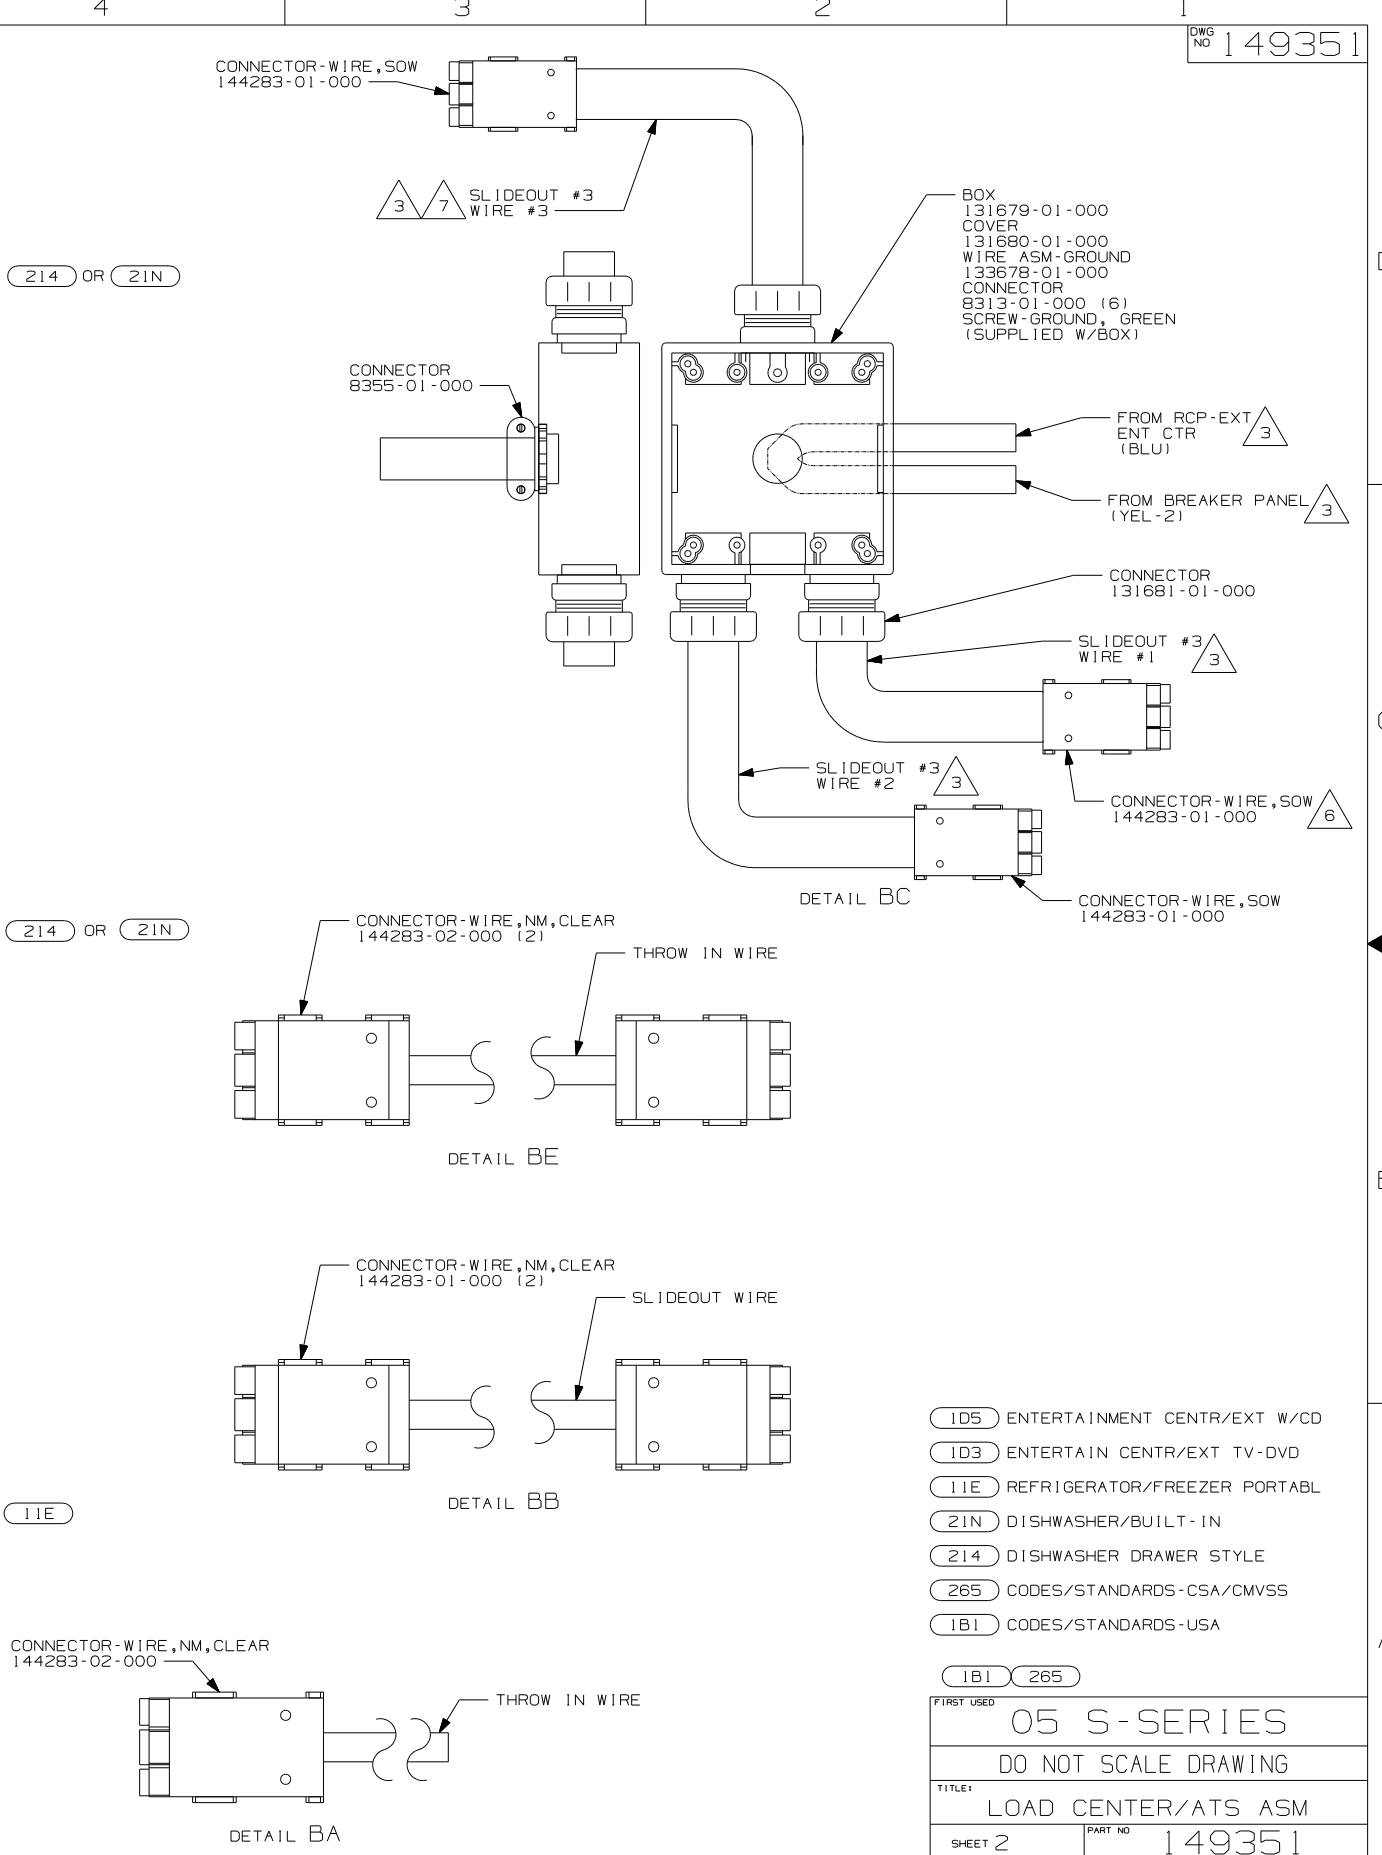 4 3 2 1
DWG NO 149351
CONNECTOR-WIRE,SOW
144283-01-000
3 7 SLIDEOUT #3
WIRE #3
BOX
131679-01-000
COVER
131680-01-000
WIRE ASM-GROUND
133678-01-000
CONNECTOR
8313-01-000 (6)
SCREW-GROUND, GREEN
(SUPPLIED W/BOX)
214 OR 21N
CONNECTOR
8355-01-000
FROM RCP-EXT
ENT CTR
(BLU)
3
FROM BREAKER PANEL
(YEL-2)
3
CONNECTOR
131681-01-000
SLIDEOUT #3
WIRE #1
3
SLIDEOUT #3
WIRE #2
3
CONNECTOR-WIRE,SOW
144283-01-000
6
DETAIL BC
CONNECTOR-WIRE,SOW
144283-01-000
214 OR 21N
CONNECTOR-WIRE,NM,CLEAR
144283-02-000 (2)
THROW IN WIRE
DETAIL BE
CONNECTOR-WIRE,NM,CLEAR
144283-01-000 (2)
SLIDEOUT WIRE
DETAIL BB
11E
1D5 ENTERTAINMENT CENTR/EXT W/CD
1D3 ENTERTAIN CENTR/EXT TV-DVD
11E REFRIGERATOR/FREEZER PORTABL
21N DISHWASHER/BUILT-IN
214 DISHWASHER DRAWER STYLE
265 CODES/STANDARDS-CSA/CMVSS
1B1 CODES/STANDARDS-USA
CONNECTOR-WIRE,NM,CLEAR
144283-02-000
THROW IN WIRE
DETAIL BA
1B1 265
FIRST USED
05 S-SERIES
DO NOT SCALE DRAWING
TITLE:
LOAD CENTER/ATS ASM
SHEET 2 PART NO 149351